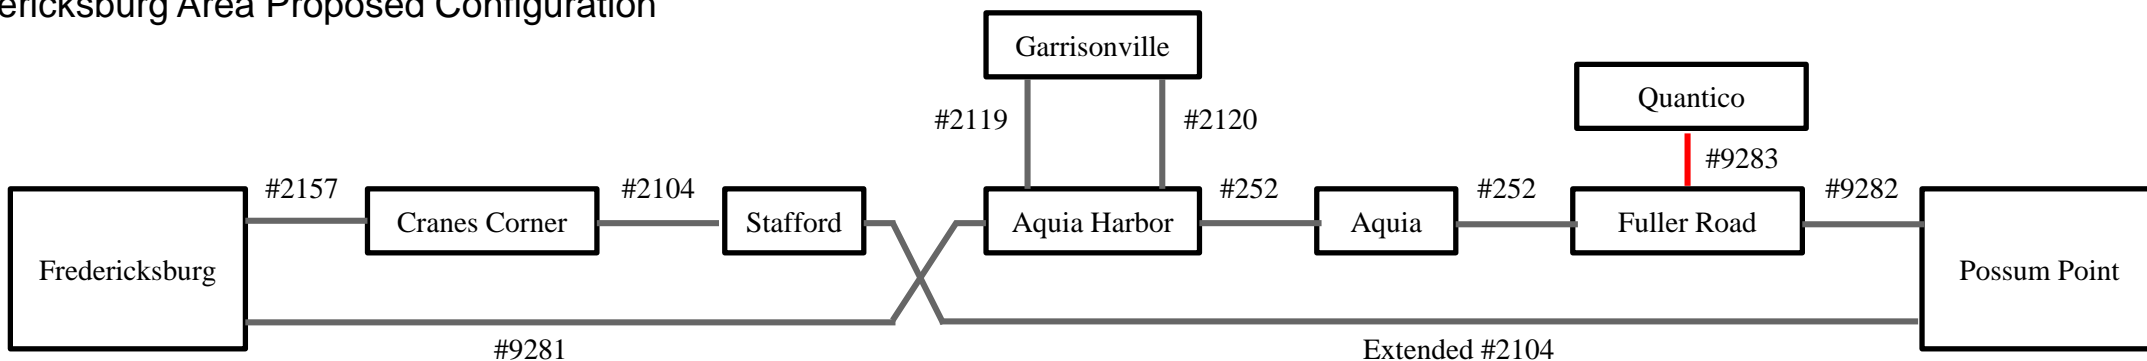 ericksburg Area Proposed Configuration
Garrisonville
Quantico
#2119
#2120
#9283
#2157
#2104
#252
#252
#9282
Cranes Corner
Stafford
Aquia Harbor
Aquia
Fuller Road
Fredericksburg
Possum Point
#9281
Extended #2104